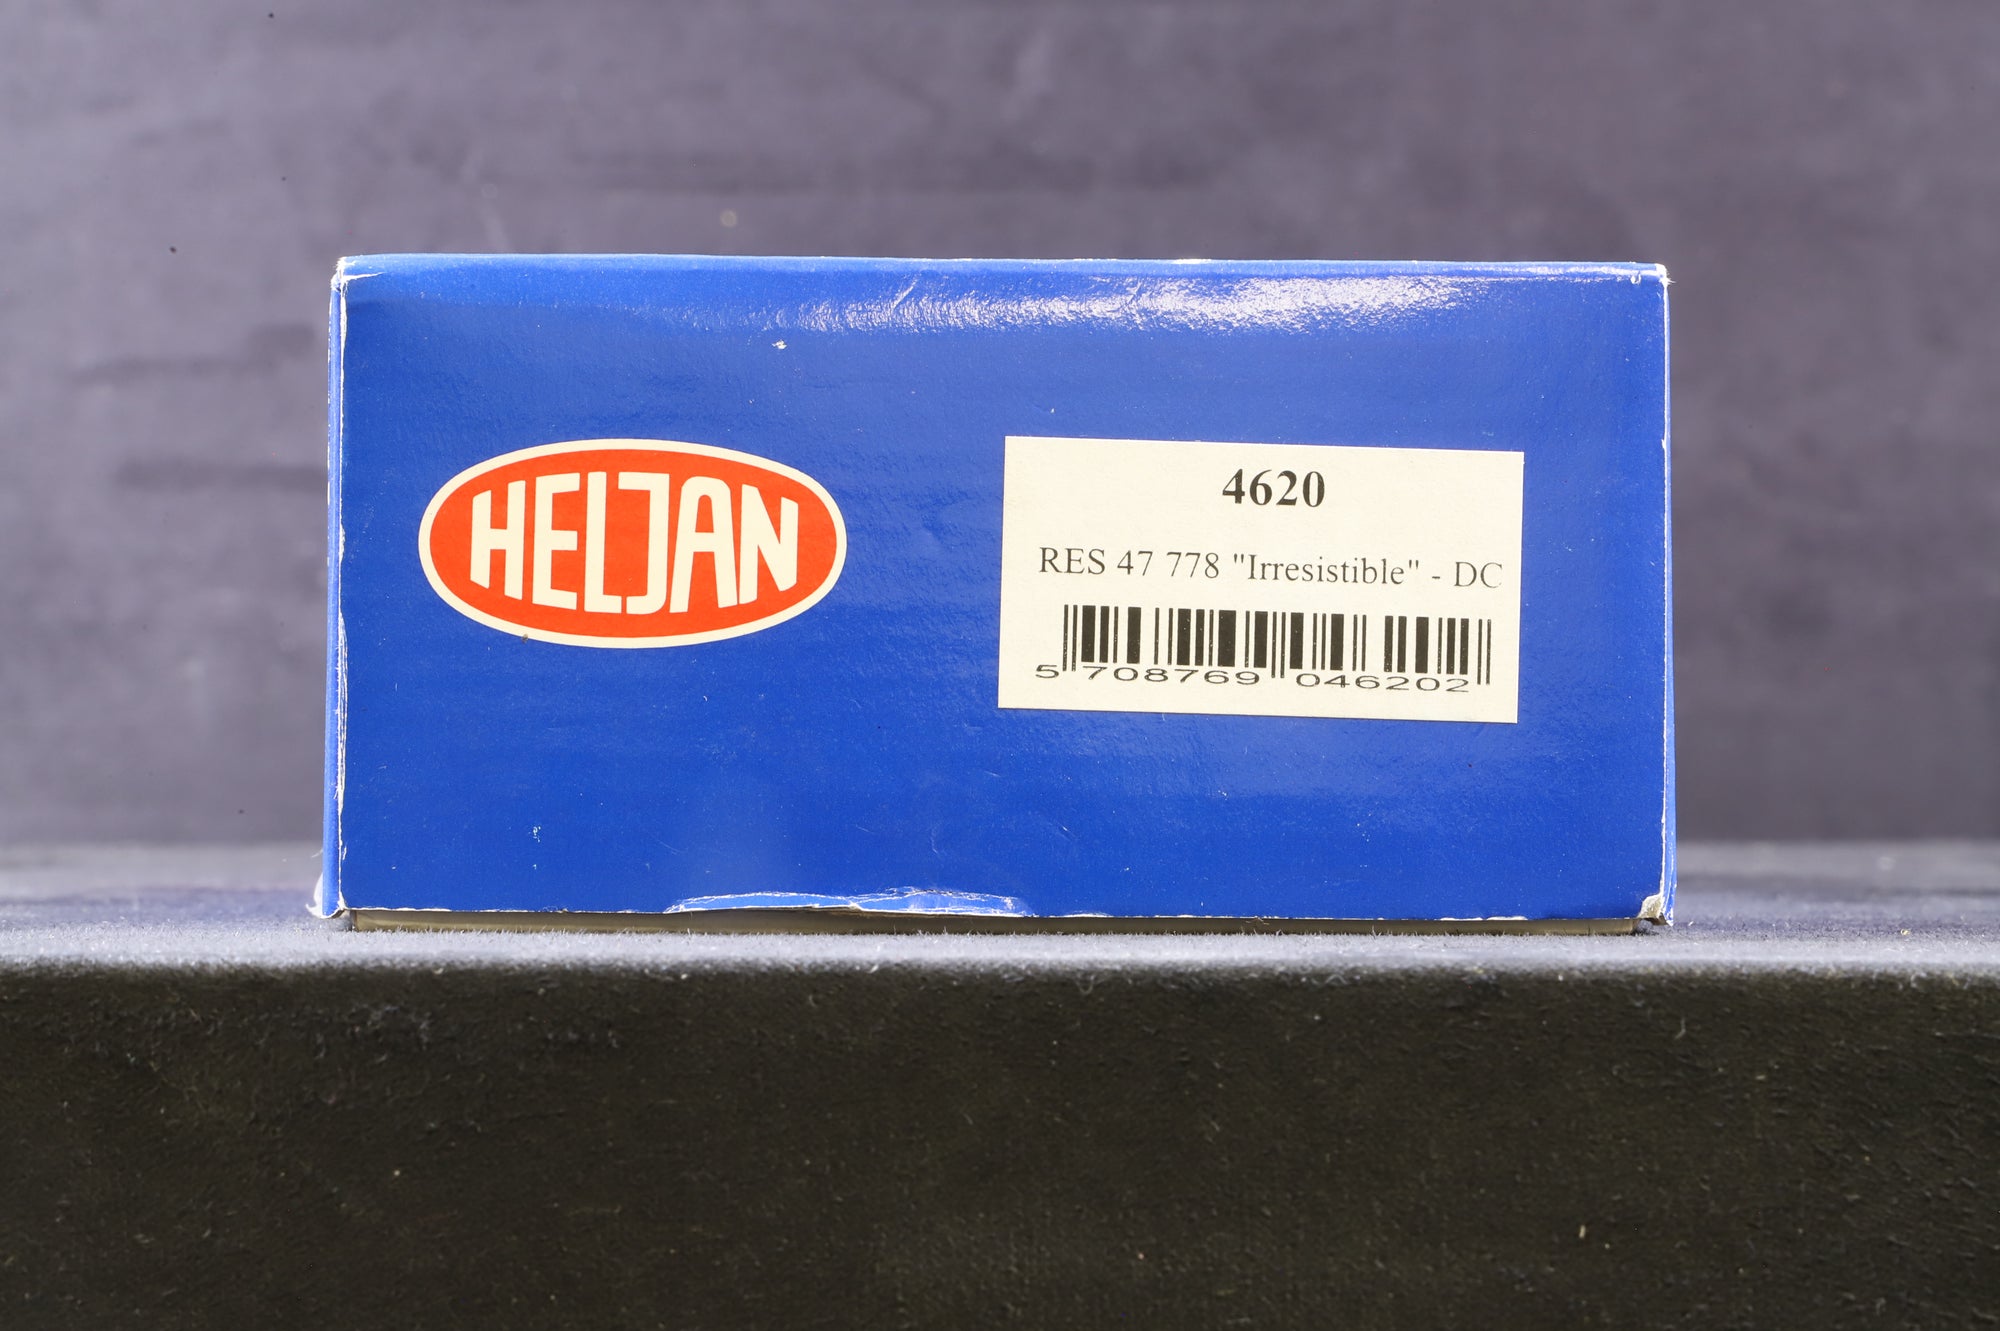 HELJAN
4620
RES 47 778 "Irresistible" - DC
5 708769 046202